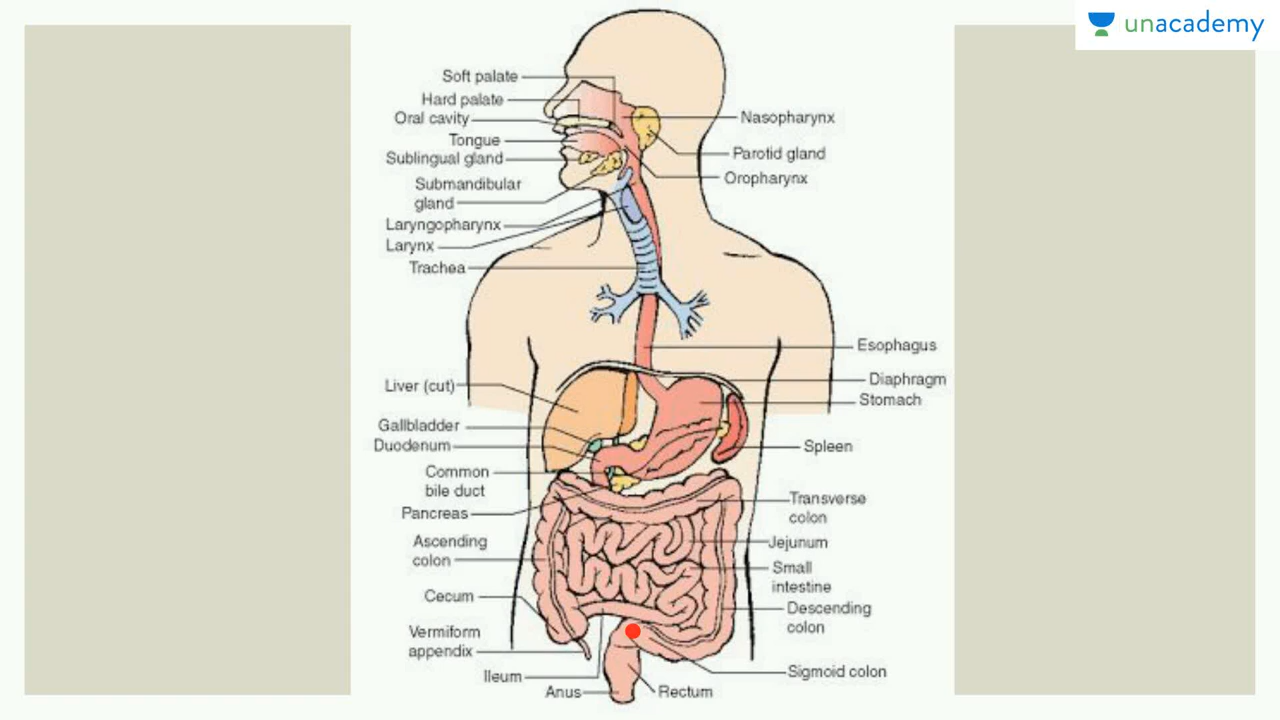 unacademy
Soft palate
Hard palate
Oral cavity
Tongue
Sublingual gland
Submandibular
gland
Laryngopharynx
Larynx
Trachea
Liver (cut)
Gallbladder
Duodenum
Common
bile duct
Pancreas
Ascending
colon
Cecum
Vermiform
appendix
Ileum
Anus
Nasopharynx
Parotid gland
Oropharynx
Esophagus
Diaphragm
Stomach
Spleen
Transverse
colon
Jejunum
Small
intestine
Descending
colon
Sigmoid colon
Rectum